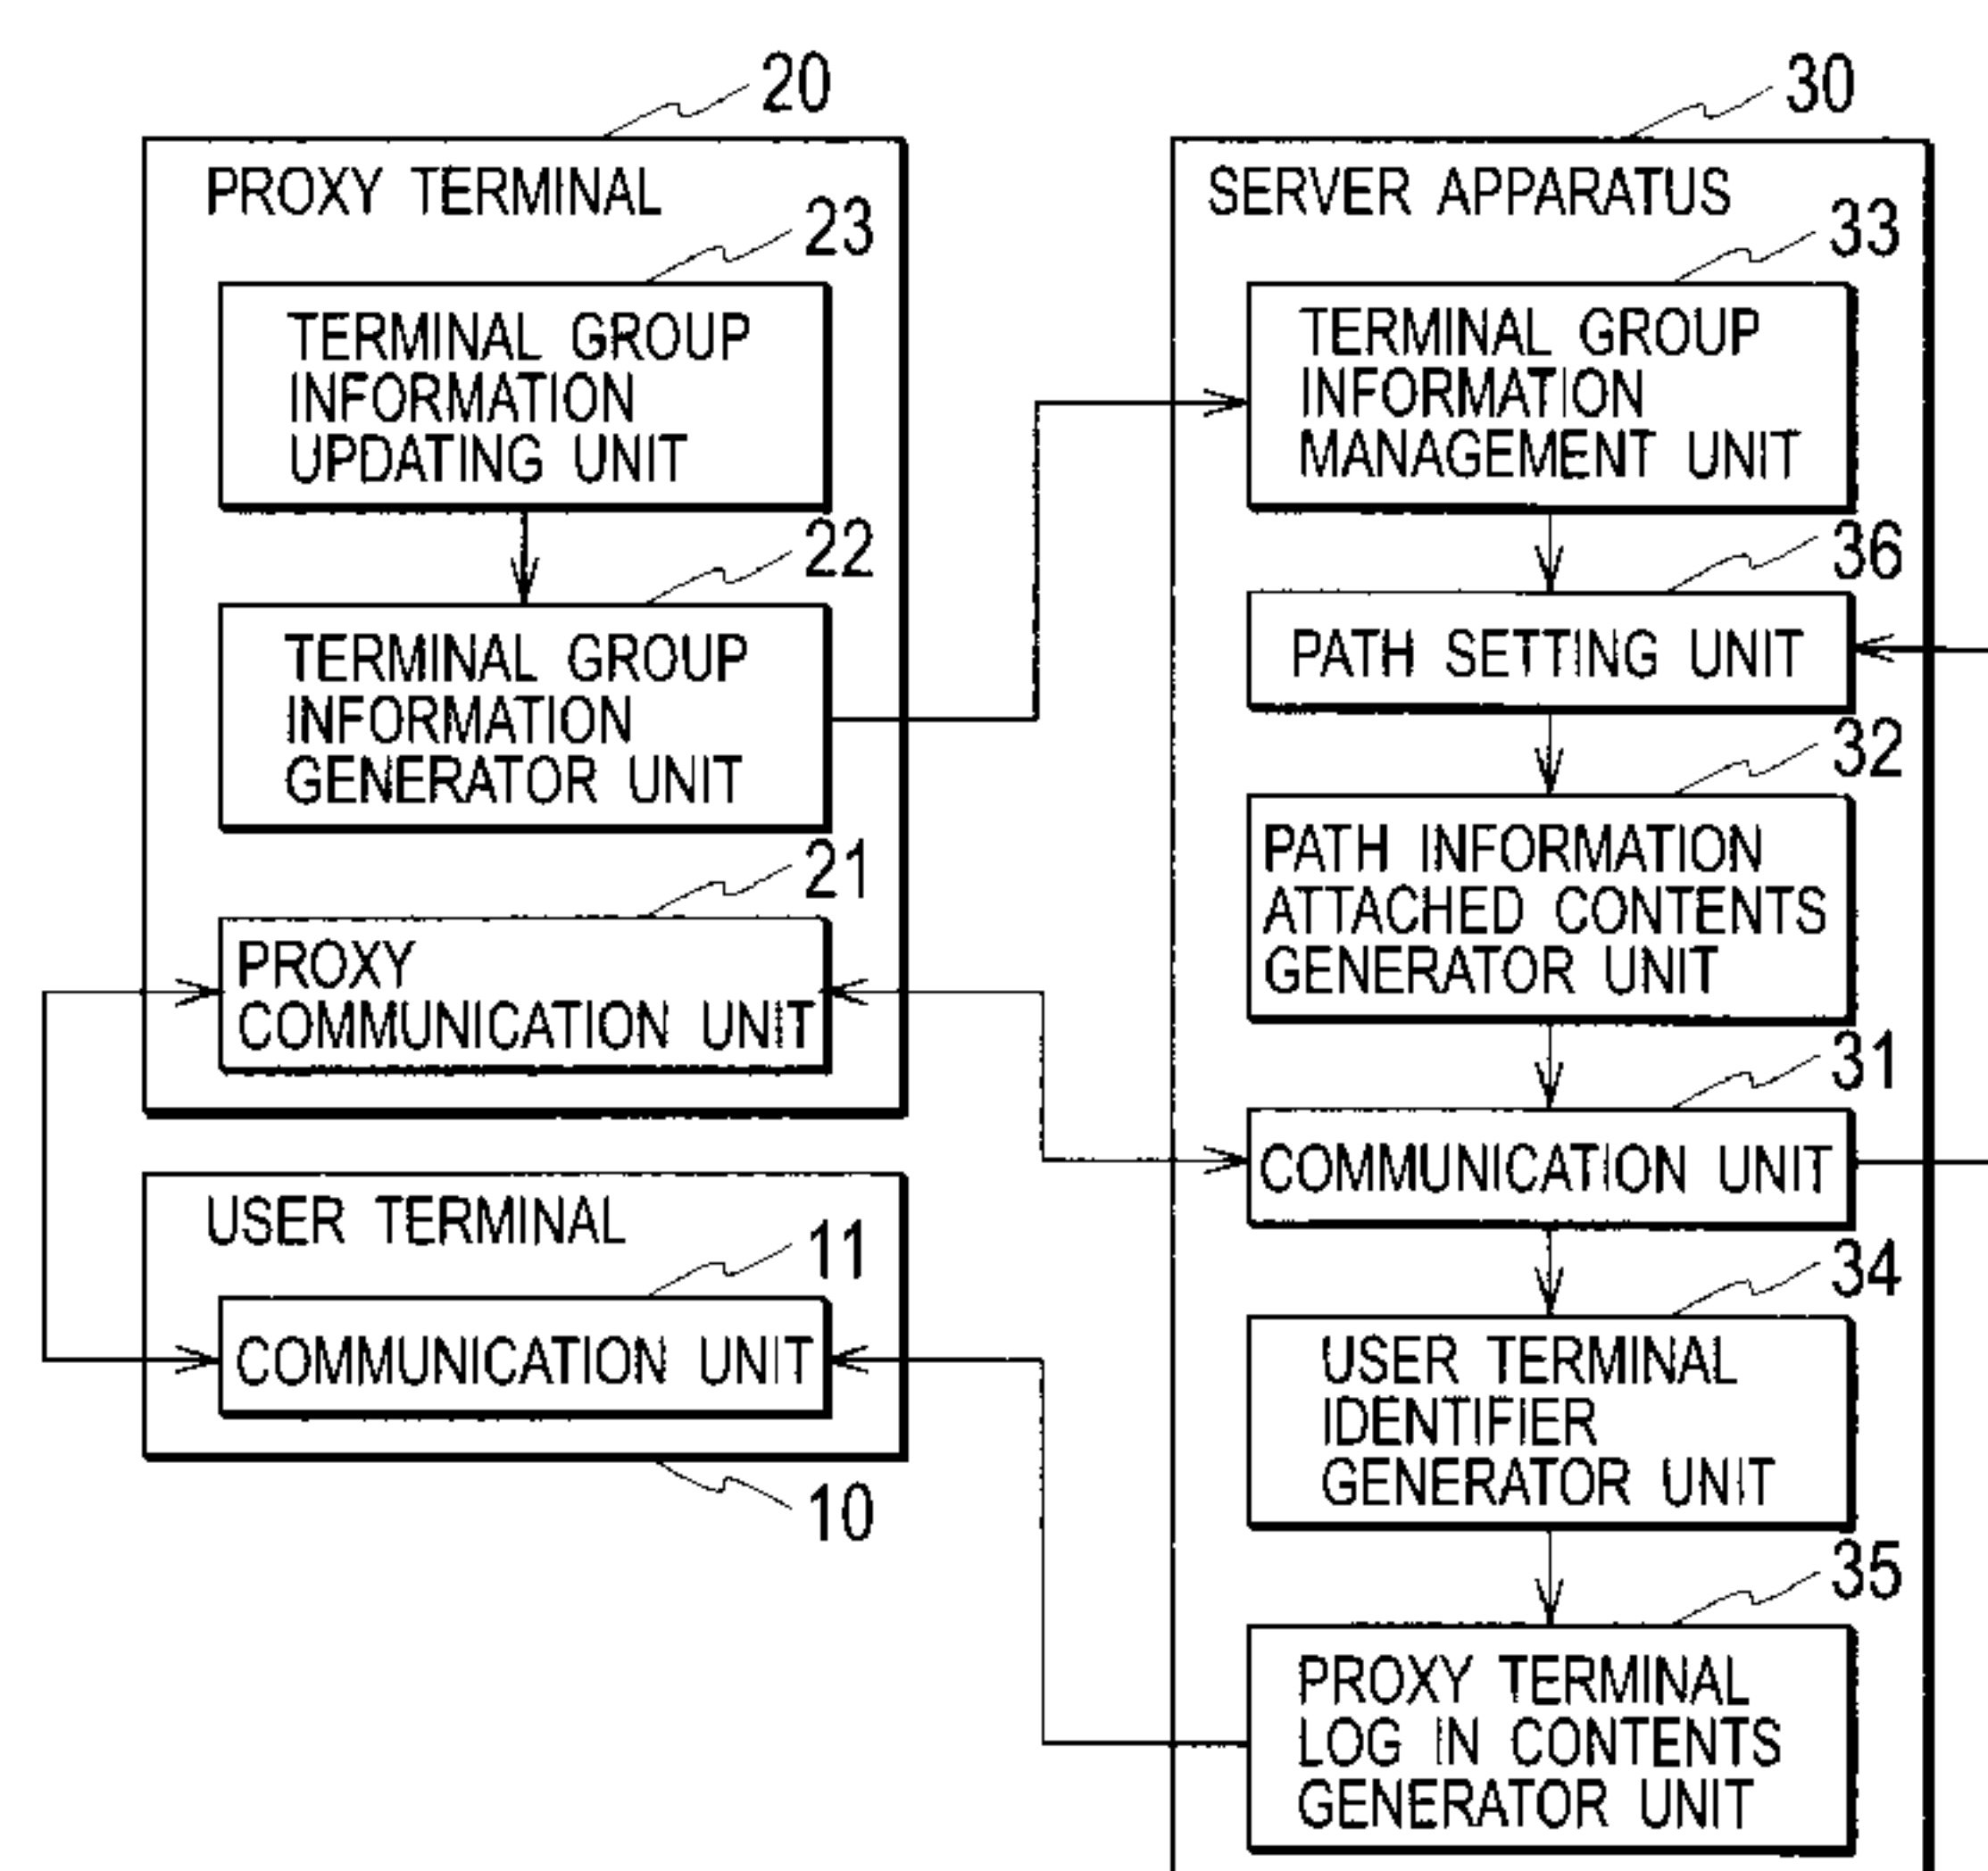 20
PROXY TERMINAL
23
TERMINAL GROUP
INFORMATION
UPDATING UNIT
22
TERMINAL GROUP
INFORMATION
GENERATOR UNIT
21
PROXY
COMMUNICATION UNIT
USER TERMINAL
11
COMMUNICATION UNIT
10
30
SERVER APPARATUS
33
TERMINAL GROUP
INFORMATION
MANAGEMENT UNIT
36
PATH SETTING UNIT
32
PATH INFORMATION
ATTACHED CONTENTS
GENERATOR UNIT
31
COMMUNICATION UNIT
34
USER TERMINAL
IDENTIFIER
GENERATOR UNIT
35
PROXY TERMINAL
LOG IN CONTENTS
GENERATOR UNIT